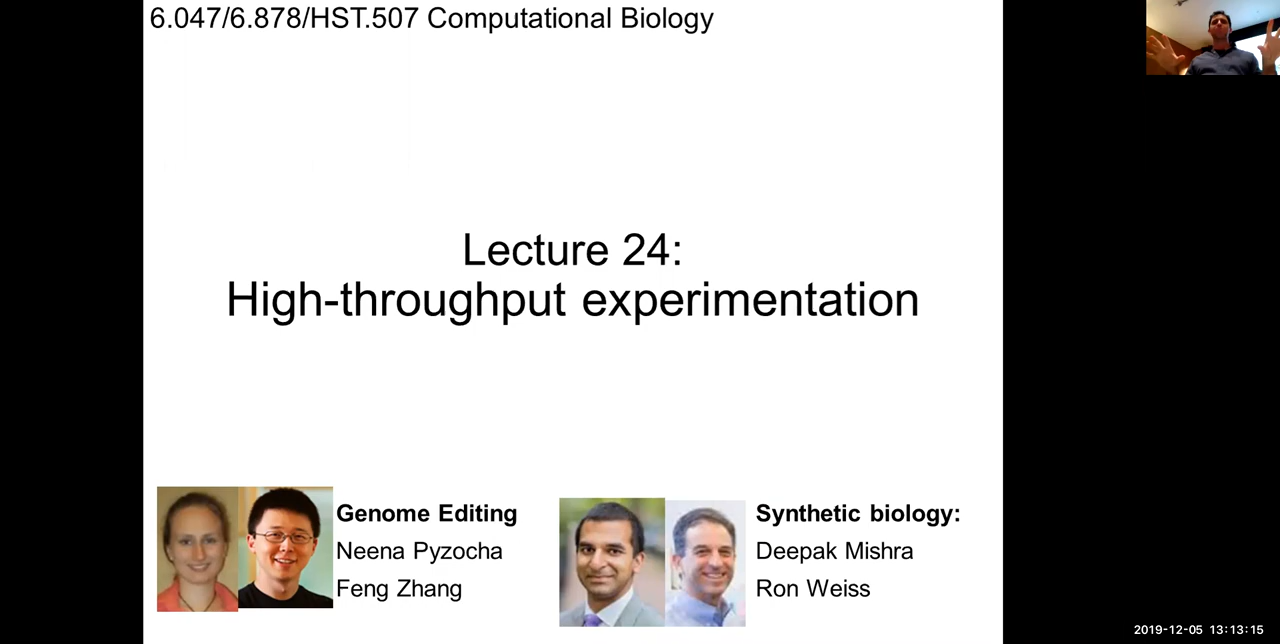 6.047/6.878/HST.507 Computational Biology
Lecture 24:
High-throughput experimentation
Genome Editing
Neena Pyzocha
Feng Zhang
Synthetic biology:
Deepak Mishra
Ron Weiss
2019-12-05 13:13:15